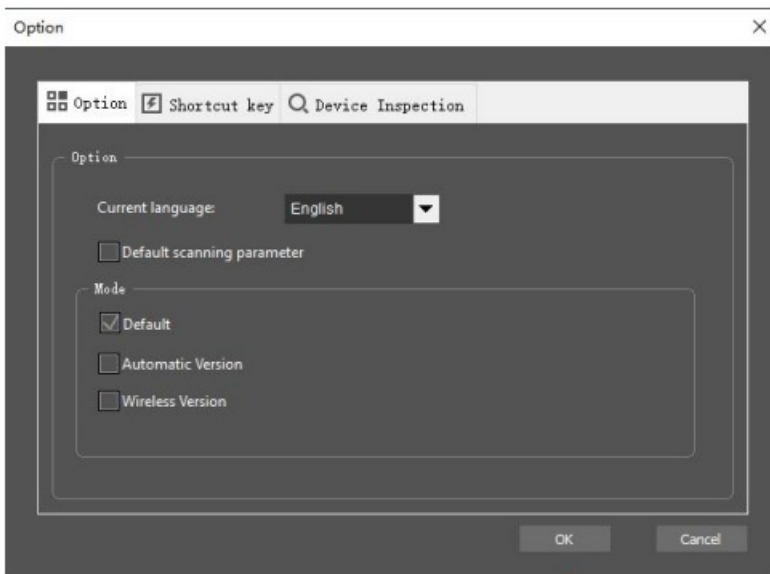 Option
Option Shortcut key Device Inspection
Option
Current language: English
Default scanning parameter
Mode
Default
Automatic Version
Wireless Version
OK Cancel